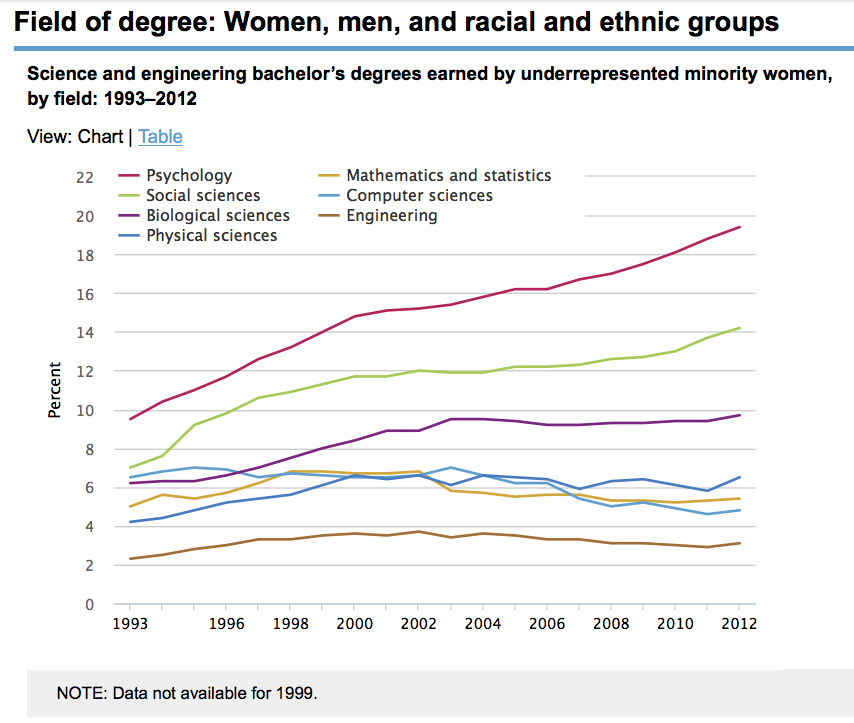 Field of degree: Women, men, and racial and ethnic groups
Science and engineering bachelor's degrees earned by underrepresented minority women,
by field: 1993–2012
View: Chart | Table
Psychology
Social sciences
Biological sciences
Physical sciences
Mathematics and statistics
Computer sciences
Engineering
Percent
22
20
18
16
14
12
10
8
6
4
2
0
1993 1996 1998 2000 2002 2004 2006 2008 2010 2012
NOTE: Data not available for 1999.